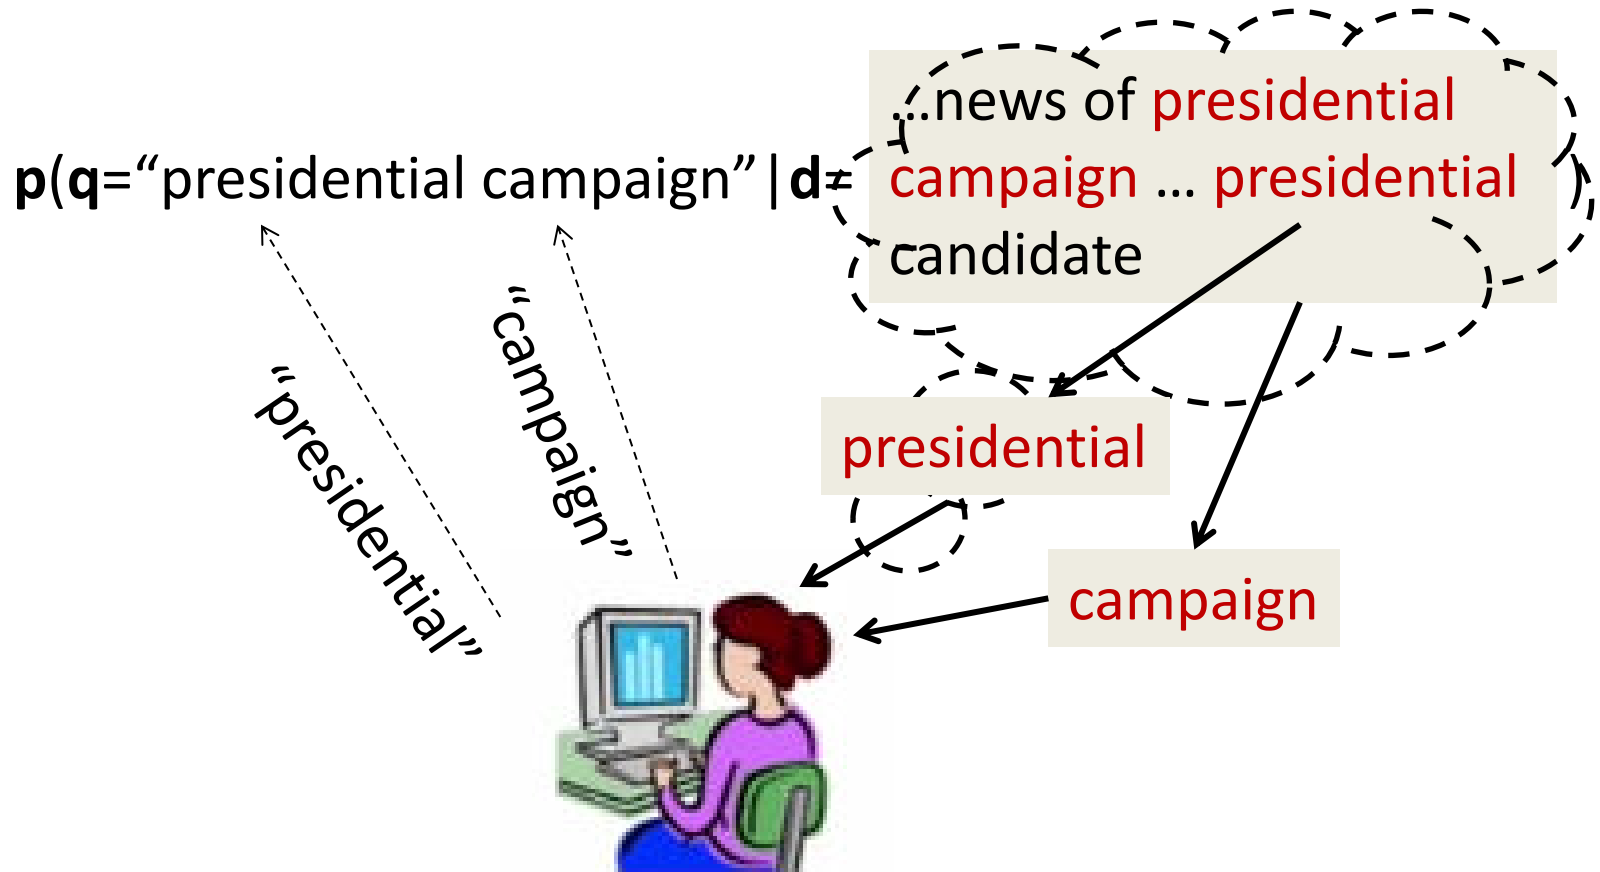 p(q=“presidential campaign”|d=
…news of presidential
campaign … presidential )
candidate
“campaign”
“presidential”
presidential
campaign